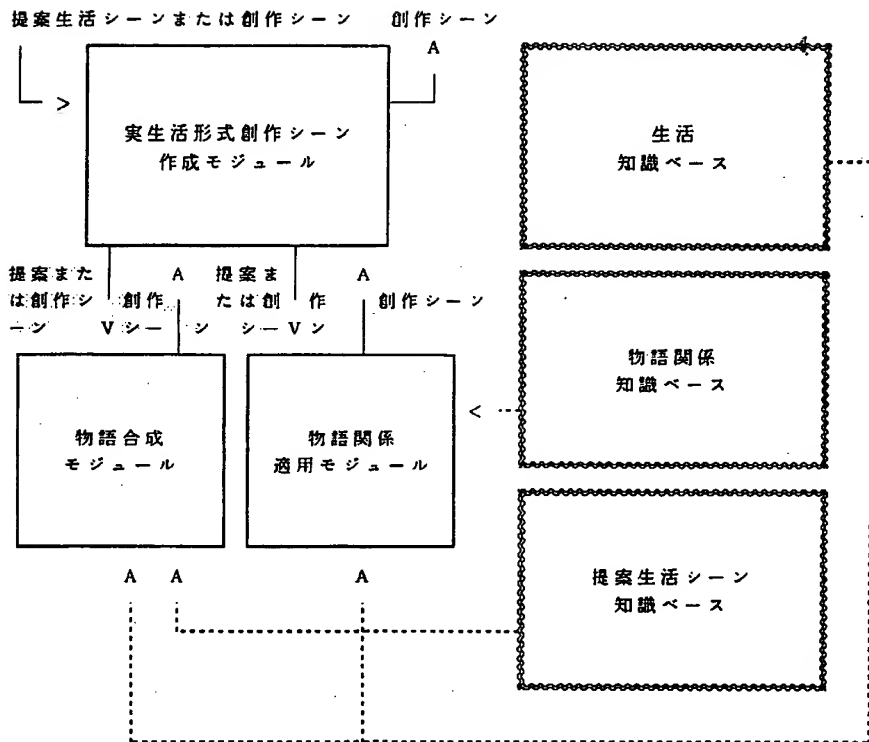 提案生活シーンまたは創作シーン 創作シーン
A
>
実生活形式創作シーン
作成モジュール
生活
知識ベース
提案また
は創作シ
ーン
V
A
創作
シーン
提案ま
たは創作
シーン
V
A
創作シーン
物語合成
モジュール
物語関係
適用モジュール
<
物語関係
知識ベース
A A A
提案生活シーン
知識ベース